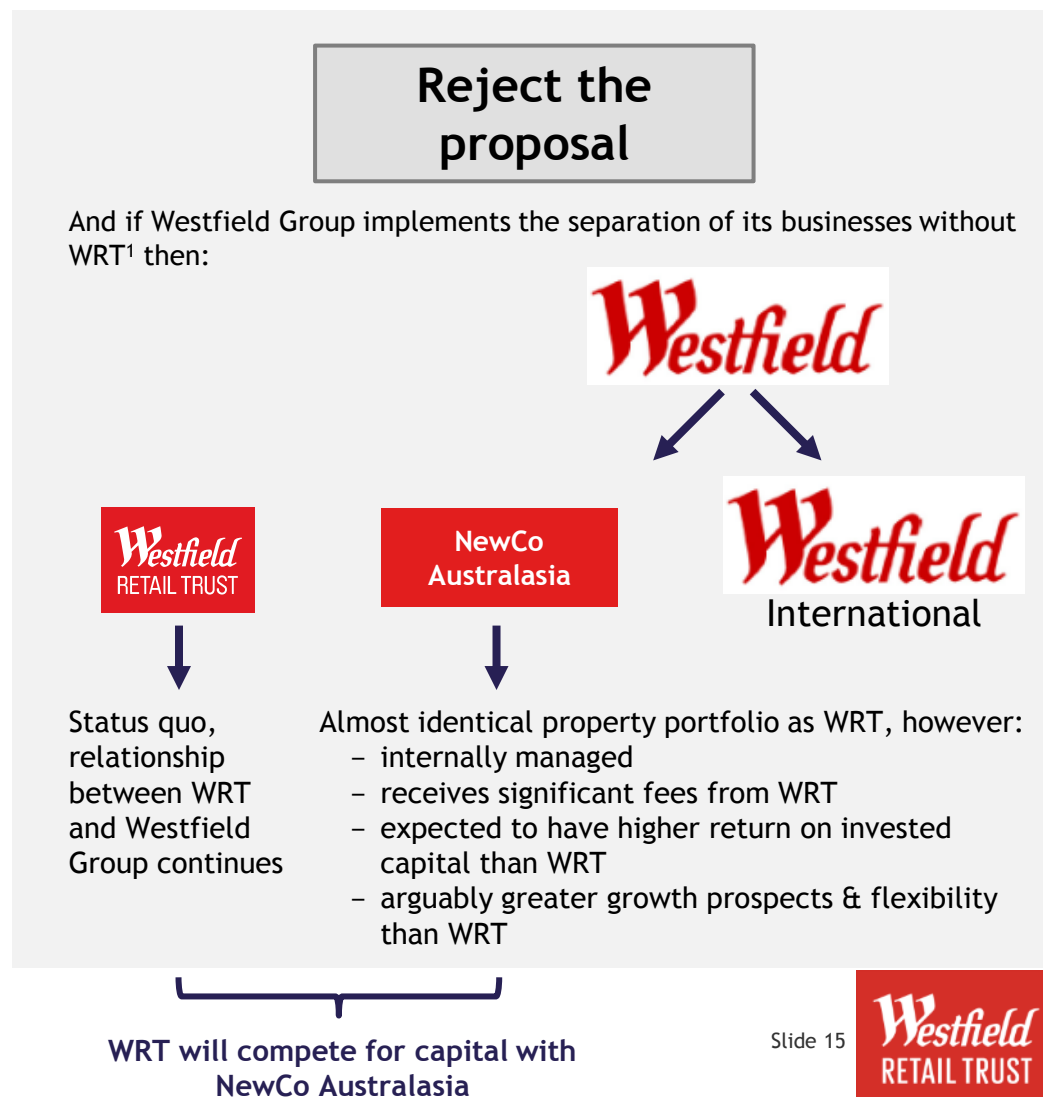 Reject the
proposal
And if Westfield Group implements the separation of its businesses without
WRT¹ then:
Westfield
Westfield
RETAIL TRUST
NewCo
Australasia
Westfield
International
Status quo,
relationship
between WRT
and Westfield
Group continues
Almost identical property portfolio as WRT, however:
– internally managed
– receives significant fees from WRT
– expected to have higher return on invested
capital than WRT
– arguably greater growth prospects & flexibility
than WRT
WRT will compete for capital with
NewCo Australasia
Slide 15
Westfield
RETAIL TRUST